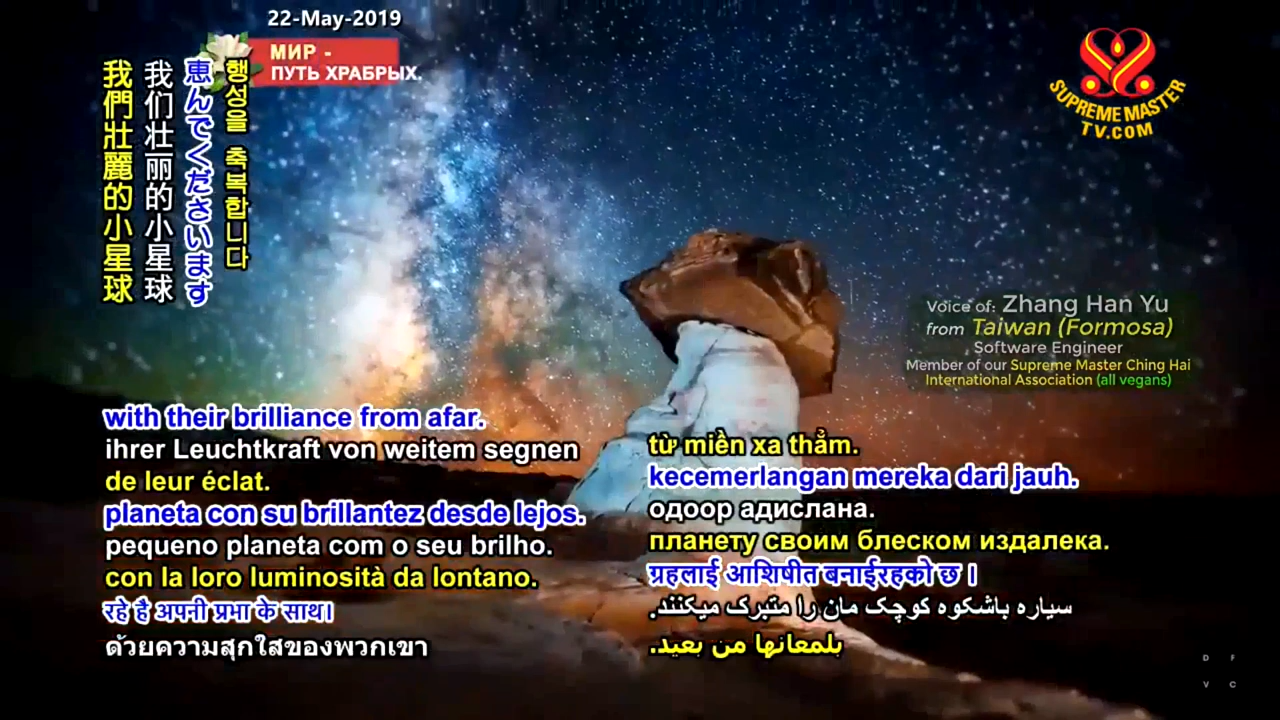 22-May-2019
МИР -
ПУТЬ ХРАБРЫХ.
SUPREME MASTER
TV.COM
행성을 축복합니다
恵んでくださいます
我们壮丽的小星球
我們壯麗的小星球
Voice of: Zhang Han Yu
from Taiwan (Formosa)
Software Engineer
Member of our Supreme Master Ching Hai
International Association (all vegans)
with their brilliance from afar.
ihrer Leuchtkraft von weitem segnen
de leur éclat.
planeta con su brillantez desde lejos.
pequeno planeta com o seu brilho.
con la loro luminosità da lontano.
रहे है अपनी प्रभा के साथ।
ด้วยความสุกใสของพวกเขา
từ miền xa thẳm.
kecemerlangan mereka dari jauh.
одоор адислана.
планету своим блеском издалека.
ग्रहलाई आशिषीत बनाईरहको छ ।
سیاره باشکوه کوچک مان را متبرک میکنند.
بلمعانها من بعيد.
D F
V C